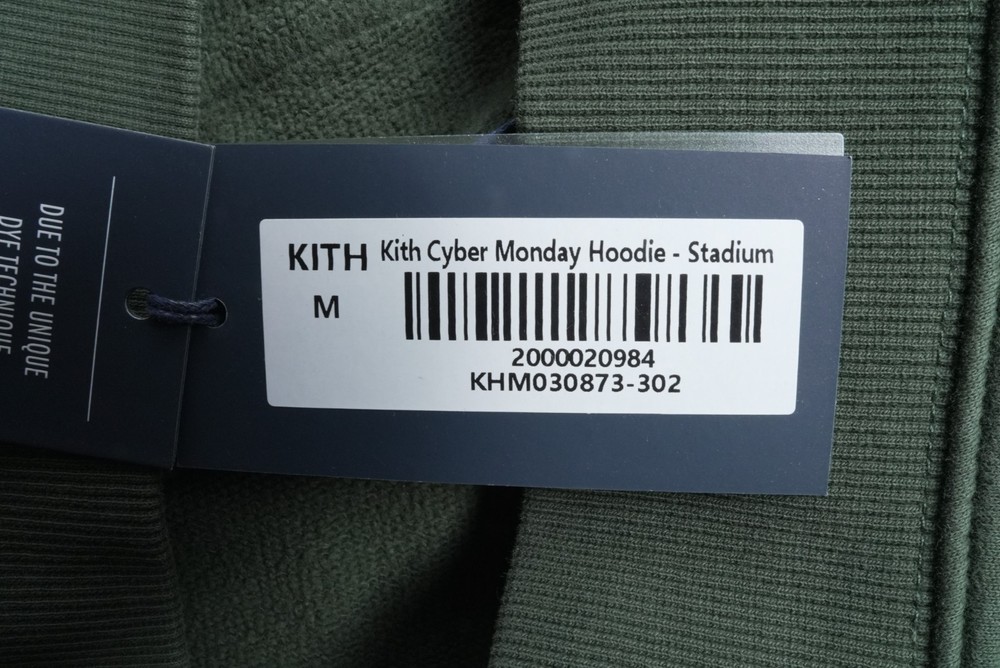 KITH Kith Cyber Monday Hoodie - Stadium
M
2000020984
KHM030873-302
DUE TO THE UNIQUE
DYE TECHNIQUE